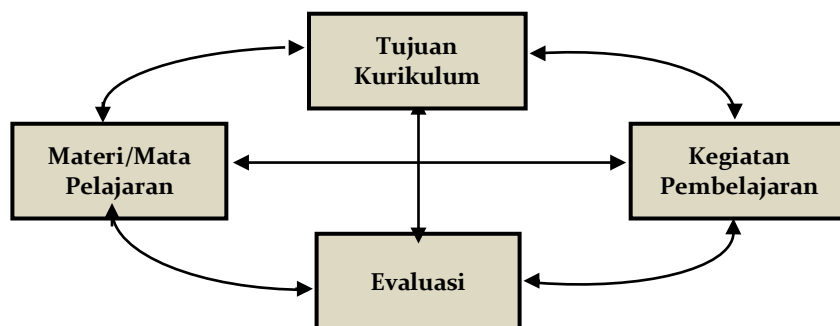 Tujuan
Kurikulum
Materi/Mata
Pelajaran
Kegiatan
Pembelajaran
Evaluasi